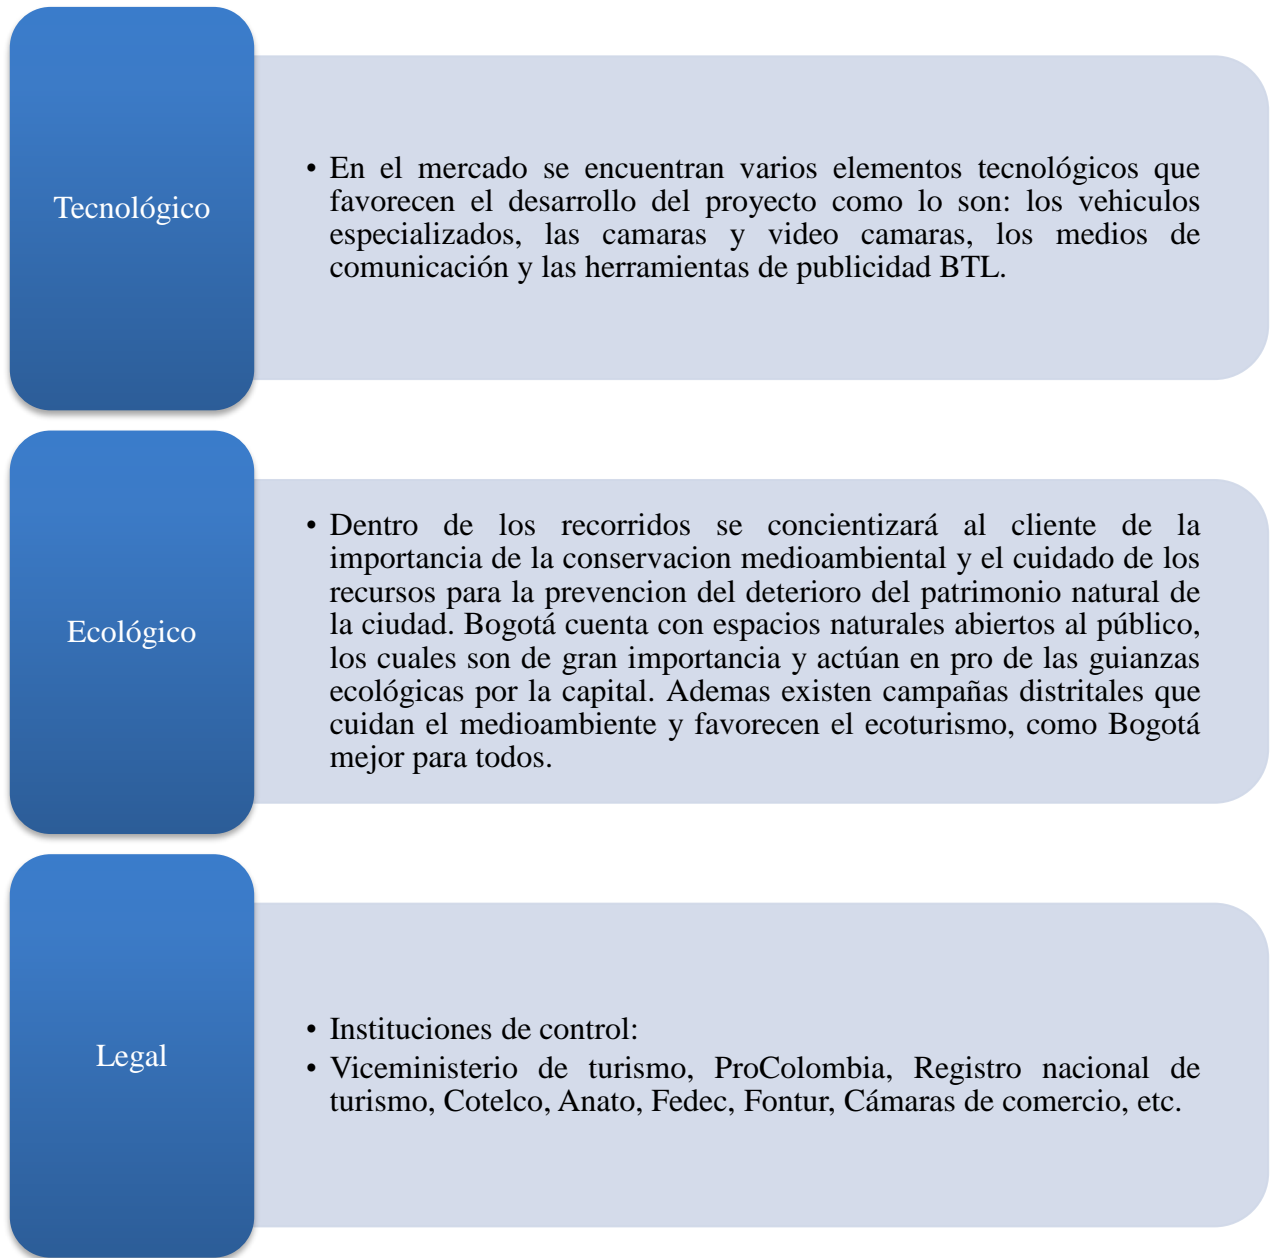 Tecnológico
• En el mercado se encuentran varios elementos tecnológicos que
favorecen el desarrollo del proyecto como lo son: los vehiculos
especializados, las camaras y video camaras, los medios de
comunicación y las herramientas de publicidad BTL.
Ecológico
• Dentro de los recorridos se concientizará al cliente de la
importancia de la conservacion medioambiental y el cuidado de los
recursos para la prevencion del deterioro del patrimonio natural de
la ciudad. Bogotá cuenta con espacios naturales abiertos al público,
los cuales son de gran importancia y actúan en pro de las guianzas
ecológicas por la capital. Ademas existen campañas distritales que
cuidan el medioambiente y favorecen el ecoturismo, como Bogotá
mejor para todos.
Legal
• Instituciones de control:
• Viceministerio de turismo, ProColombia, Registro nacional de
turismo, Cotelco, Anato, Fedec, Fontur, Cámaras de comercio, etc.